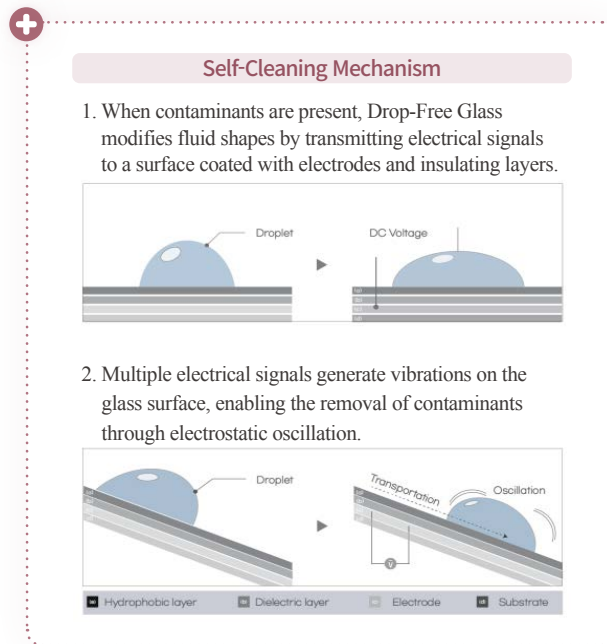 Self-Cleaning Mechanism
1. When contaminants are present, Drop-Free Glass
modifies fluid shapes by transmitting electrical signals
to a surface coated with electrodes and insulating layers.
Droplet
DC Voltage
2. Multiple electrical signals generate vibrations on the
glass surface, enabling the removal of contaminants
through electrostatic oscillation.
Droplet
Transportation
Oscillation
Hydrophobic layer Dielectric layer Electrode Substrate